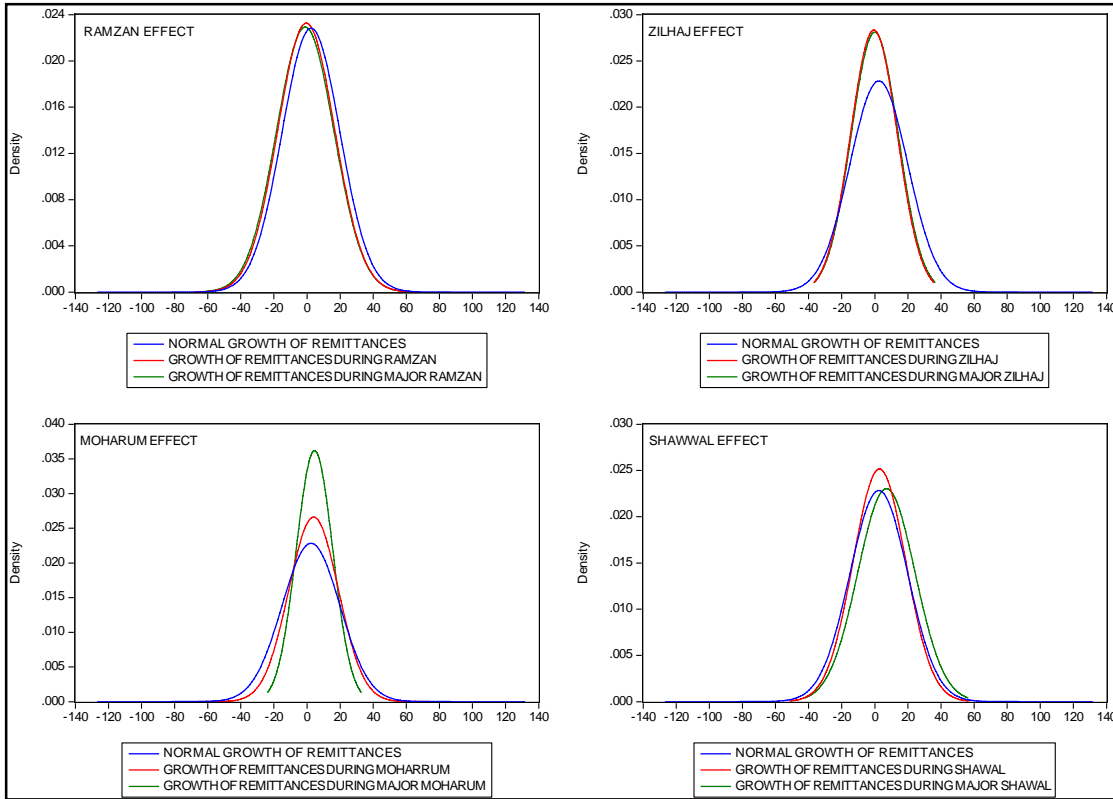 RAMZAN EFFECT
.024
.020
.016
.012
.008
.004
.000
Density
-140 -120 -100 -80 -60 -40 -20 0 20 40 60 80 100 120 140
NORMAL GROWTH OF REMITTANCES
GROWTH OF REMITTANCES DURING RAMZAN
GROWTH OF REMITTANCES DURING MAJOR RAMZAN
ZILHAJ EFFECT
.030
.025
.020
.015
.010
.005
.000
Density
-140 -120 -100 -80 -60 -40 -20 0 20 40 60 80 100 120 140
NORMAL GROWTH OF REMITTANCES
GROWTH OF REMITTANCES DURING ZILHAJ
GROWTH OF REMITTANCES DURING MAJOR ZILHAJ
MOHARUM EFFECT
.040
.035
.030
.025
.020
.015
.010
.005
.000
Density
-140 -120 -100 -80 -60 -40 -20 0 20 40 60 80 100 120 140
NORMAL GROWTH OF REMITTANCES
GROWTH OF REMITTANCES DURING MOHARRUM
GROWTH OF REMITTANCES DURING MAJOR MOHARUM
SHAWWAL EFFECT
.030
.025
.020
.015
.010
.005
.000
Density
-140 -120 -100 -80 -60 -40 -20 0 20 40 60 80 100 120 140
NORMAL GROWTH OF REMITTANCES
GROWTH OF REMITTANCES DURING SHAWAL
GROWTH OF REMITTANCES DURING MAJOR SHAWAL